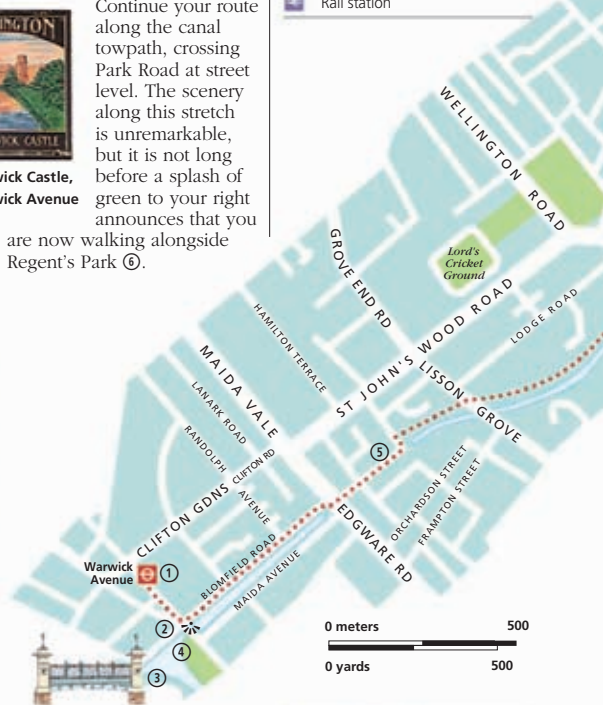 Continue your route
along the canal
towpath, crossing
Park Road at street
level. The scenery
along this stretch
is unremarkable,
but it is not long
before a splash of
green to your right
announces that you
are now walking alongside
Regent's Park ⑥.
CASTLE
Rail station
WELLINGTON ROAD
Lord's
Cricket
Ground
GROVE END RD
HAMILTON TERRACE
ST JOHN'S WOOD ROAD
LODGE ROAD
MAIDA VALE
LANARK ROAD
LISSON GROVE
RANDOLPH AVENUE
CLIFTON RD
CLIFTON GDNS
⑤
ORCHARDSON STREET
FRAMPTON STREET
EDGWARE RD
Warwick
Avenue
①
BLOMFIELD ROAD
MAIDA AVENUE
②
④
③
0 meters 500
0 yards 500